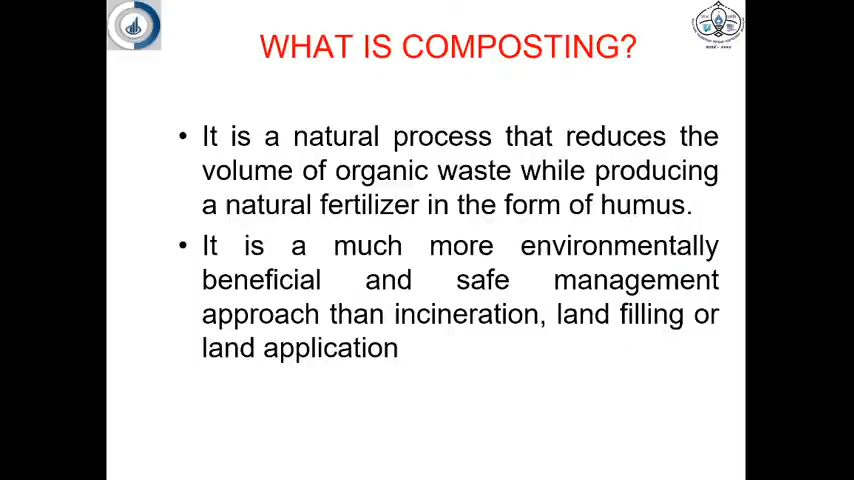 WHAT IS COMPOSTING?
• It is a natural process that reduces the
volume of organic waste while producing
a natural fertilizer in the form of humus.
• It is a much more environmentally
beneficial and safe management
approach than incineration, land filling or
land application